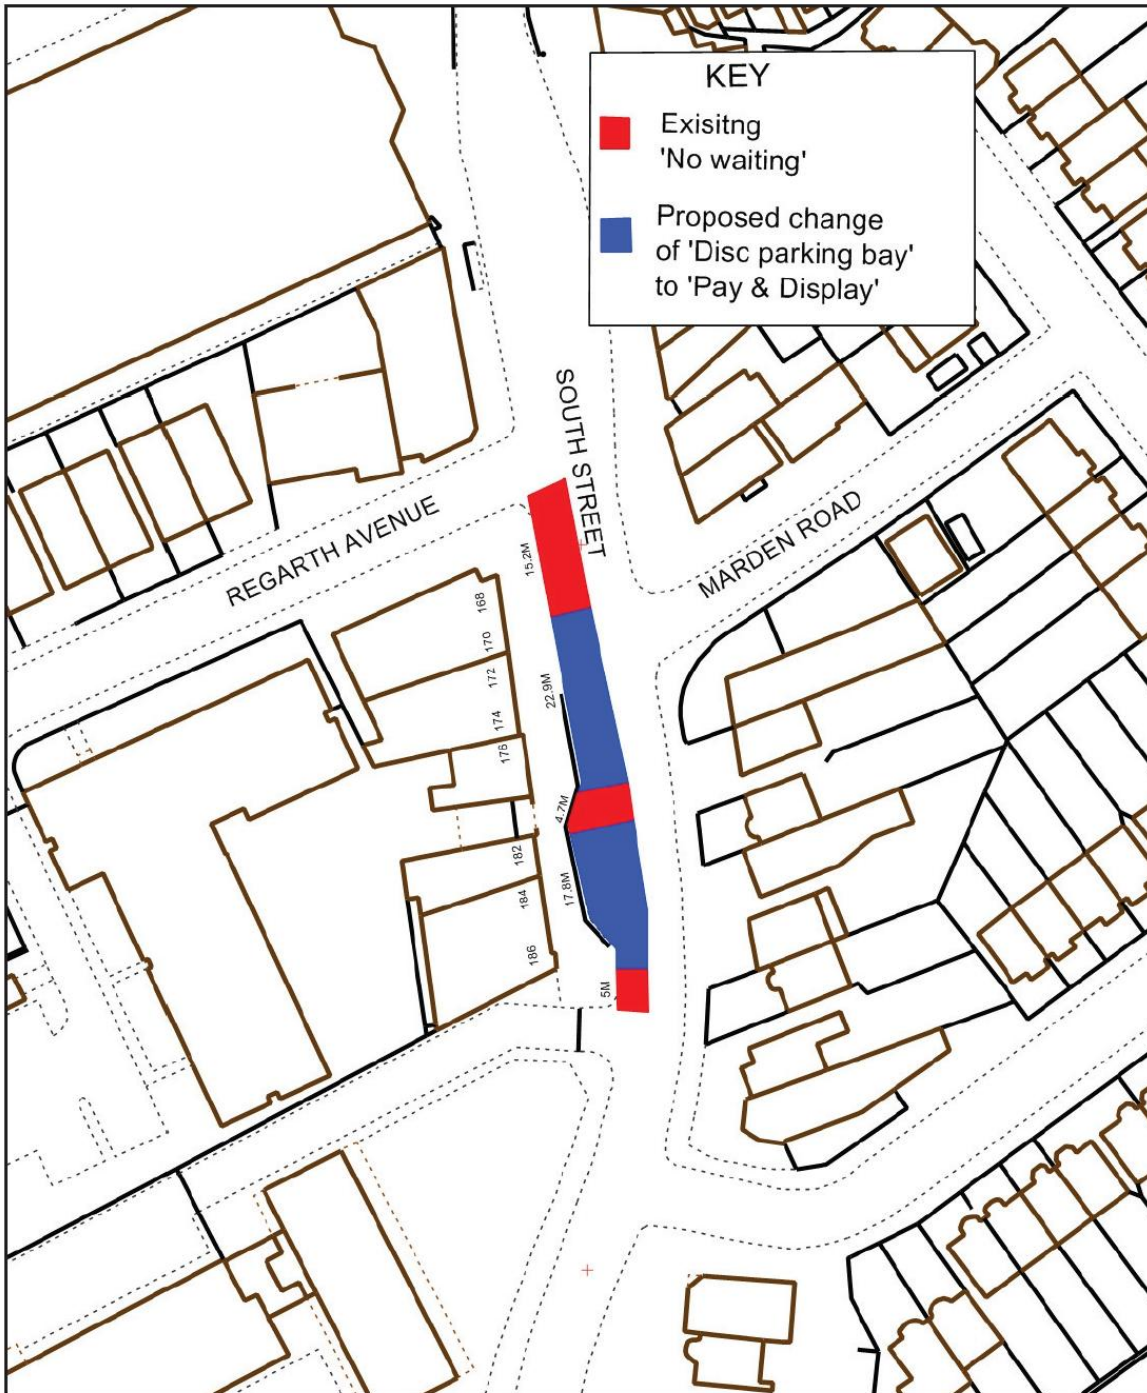 KEY
Exisitng
'No waiting'
Proposed change
of 'Disc parking bay'
to 'Pay & Display'
SOUTH STREET
REGARTH AVENUE
MARDEN ROAD
15.2M
168
170
172
22.9M
174
176
4.7M
182
17.8M
184
186
5M